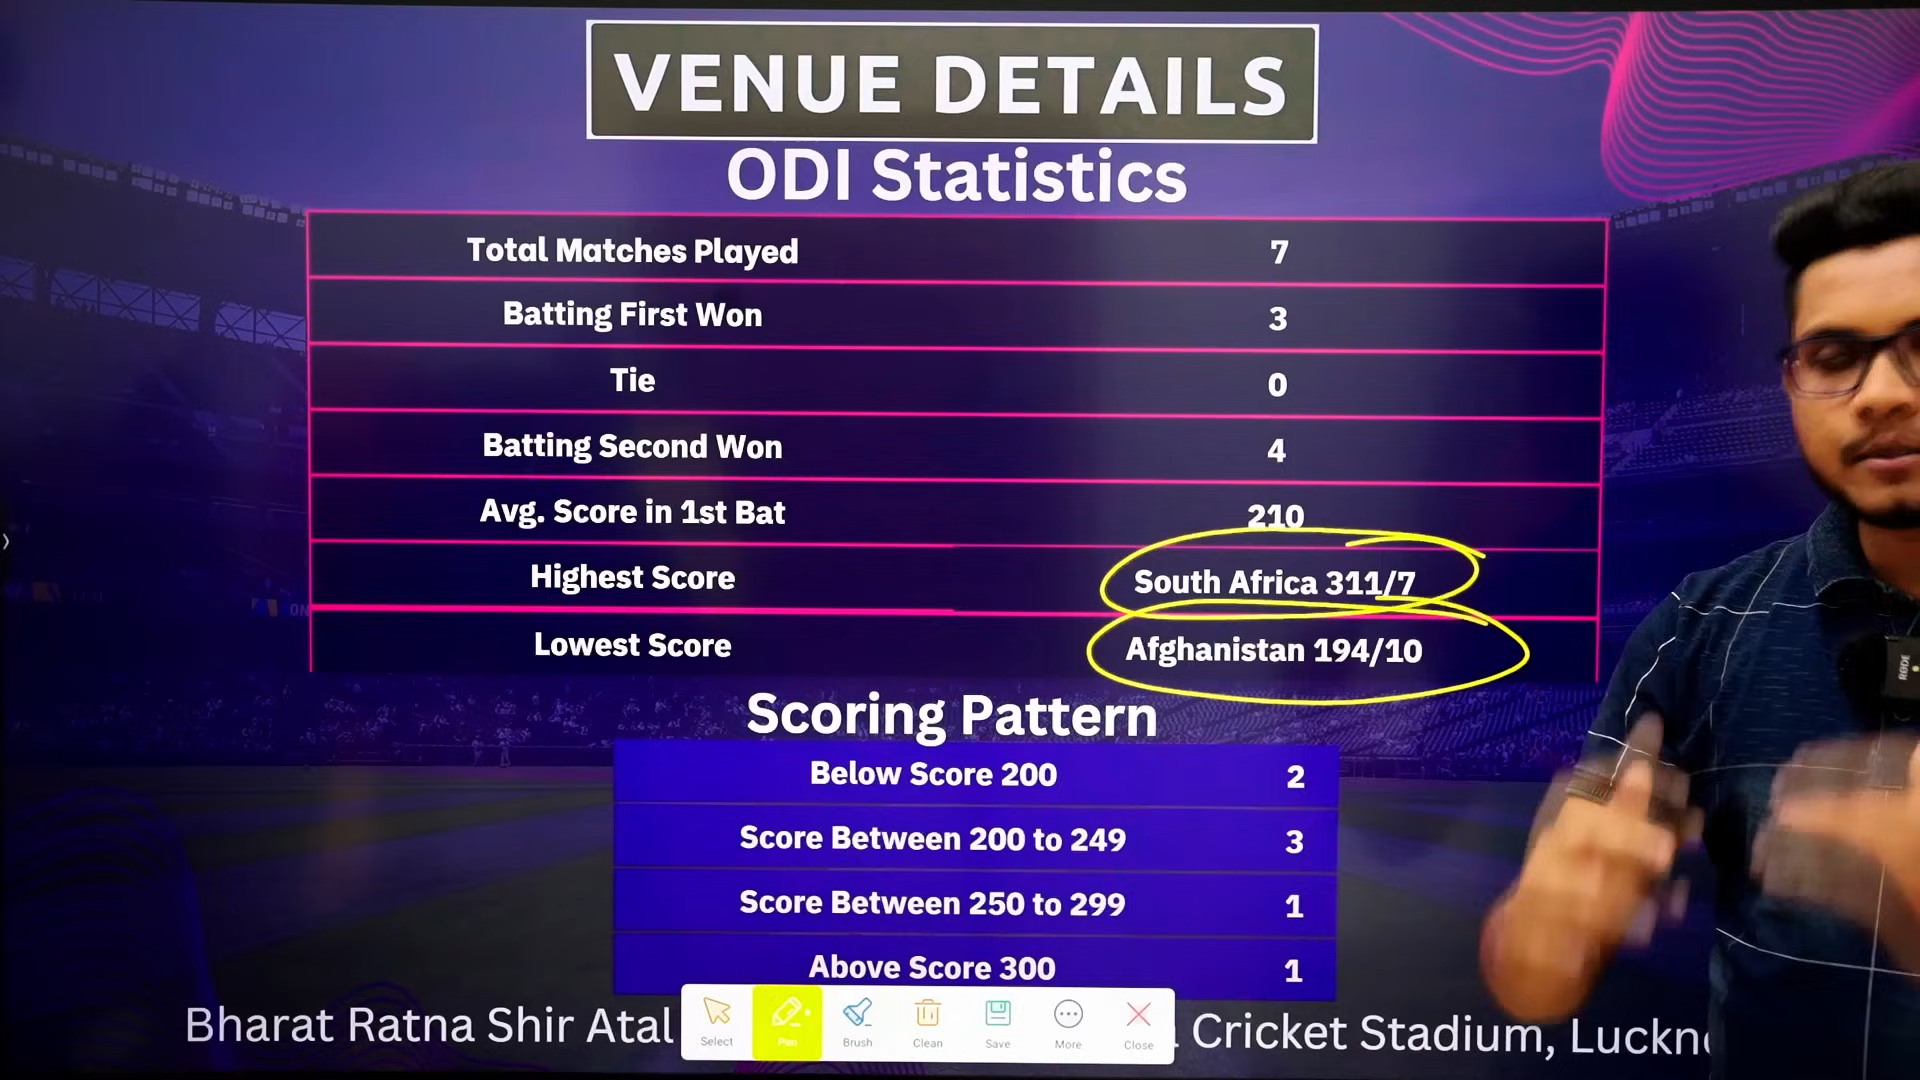 VENUE DETAILS
ODI Statistics
Total Matches Played 7
Batting First Won 3
Tie 0
Batting Second Won 4
Avg. Score in 1st Bat 210
Highest Score South Africa 311/7
Lowest Score Afghanistan 194/10
Scoring Pattern
Below Score 200 2
Score Between 200 to 249 3
Score Between 250 to 299 1
Above Score 300 1
Bharat Ratna Shir Atal Cricket Stadium, Luckn
Select Pen Brush Clean Save More Close
RODE
ON